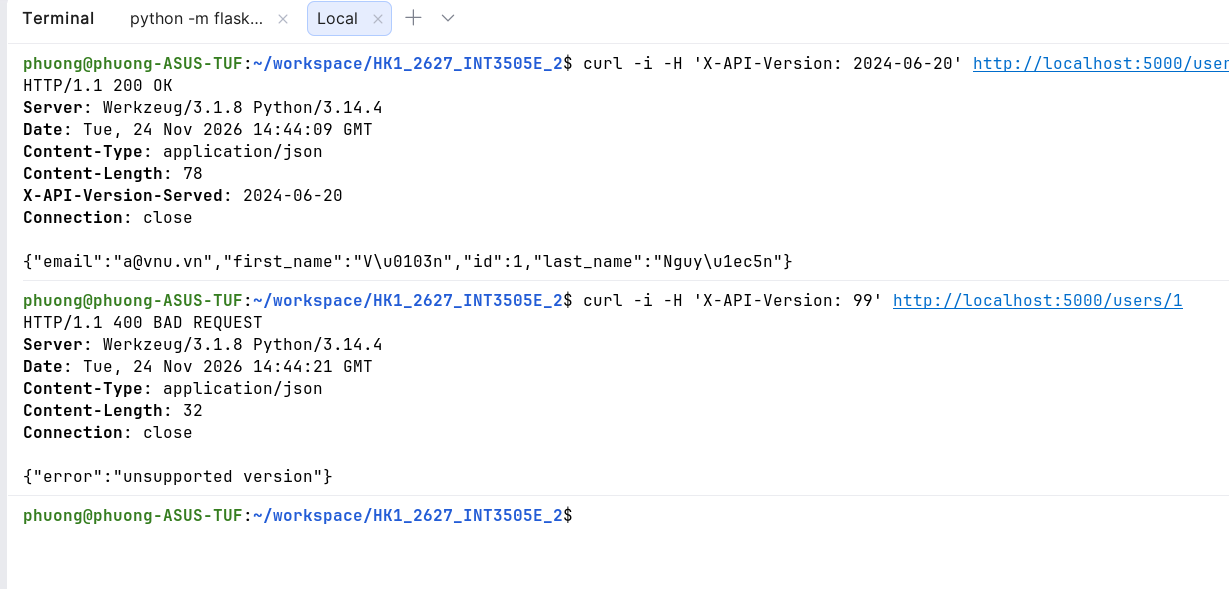 Terminal python -m flask... Local
phuong@phuong-ASUS-TUF:~/workspace/HK1_2627_INT3505E_2$ curl -i -H 'X-API-Version: 2024-06-20' http://localhost:5000/user
HTTP/1.1 200 OK
Server: Werkzeug/3.1.8 Python/3.14.4
Date: Tue, 24 Nov 2026 14:44:09 GMT
Content-Type: application/json
Content-Length: 78
X-API-Version-Served: 2024-06-20
Connection: close
{"email":"a@vnu.vn","first_name":"V\u0103n","id":1,"last_name":"Nguy\u1ec5n"}
phuong@phuong-ASUS-TUF:~/workspace/HK1_2627_INT3505E_2$ curl -i -H 'X-API-Version: 99' http://localhost:5000/users/1
HTTP/1.1 400 BAD REQUEST
Server: Werkzeug/3.1.8 Python/3.14.4
Date: Tue, 24 Nov 2026 14:44:21 GMT
Content-Type: application/json
Content-Length: 32
Connection: close
{"error":"unsupported version"}
phuong@phuong-ASUS-TUF:~/workspace/HK1_2627_INT3505E_2$